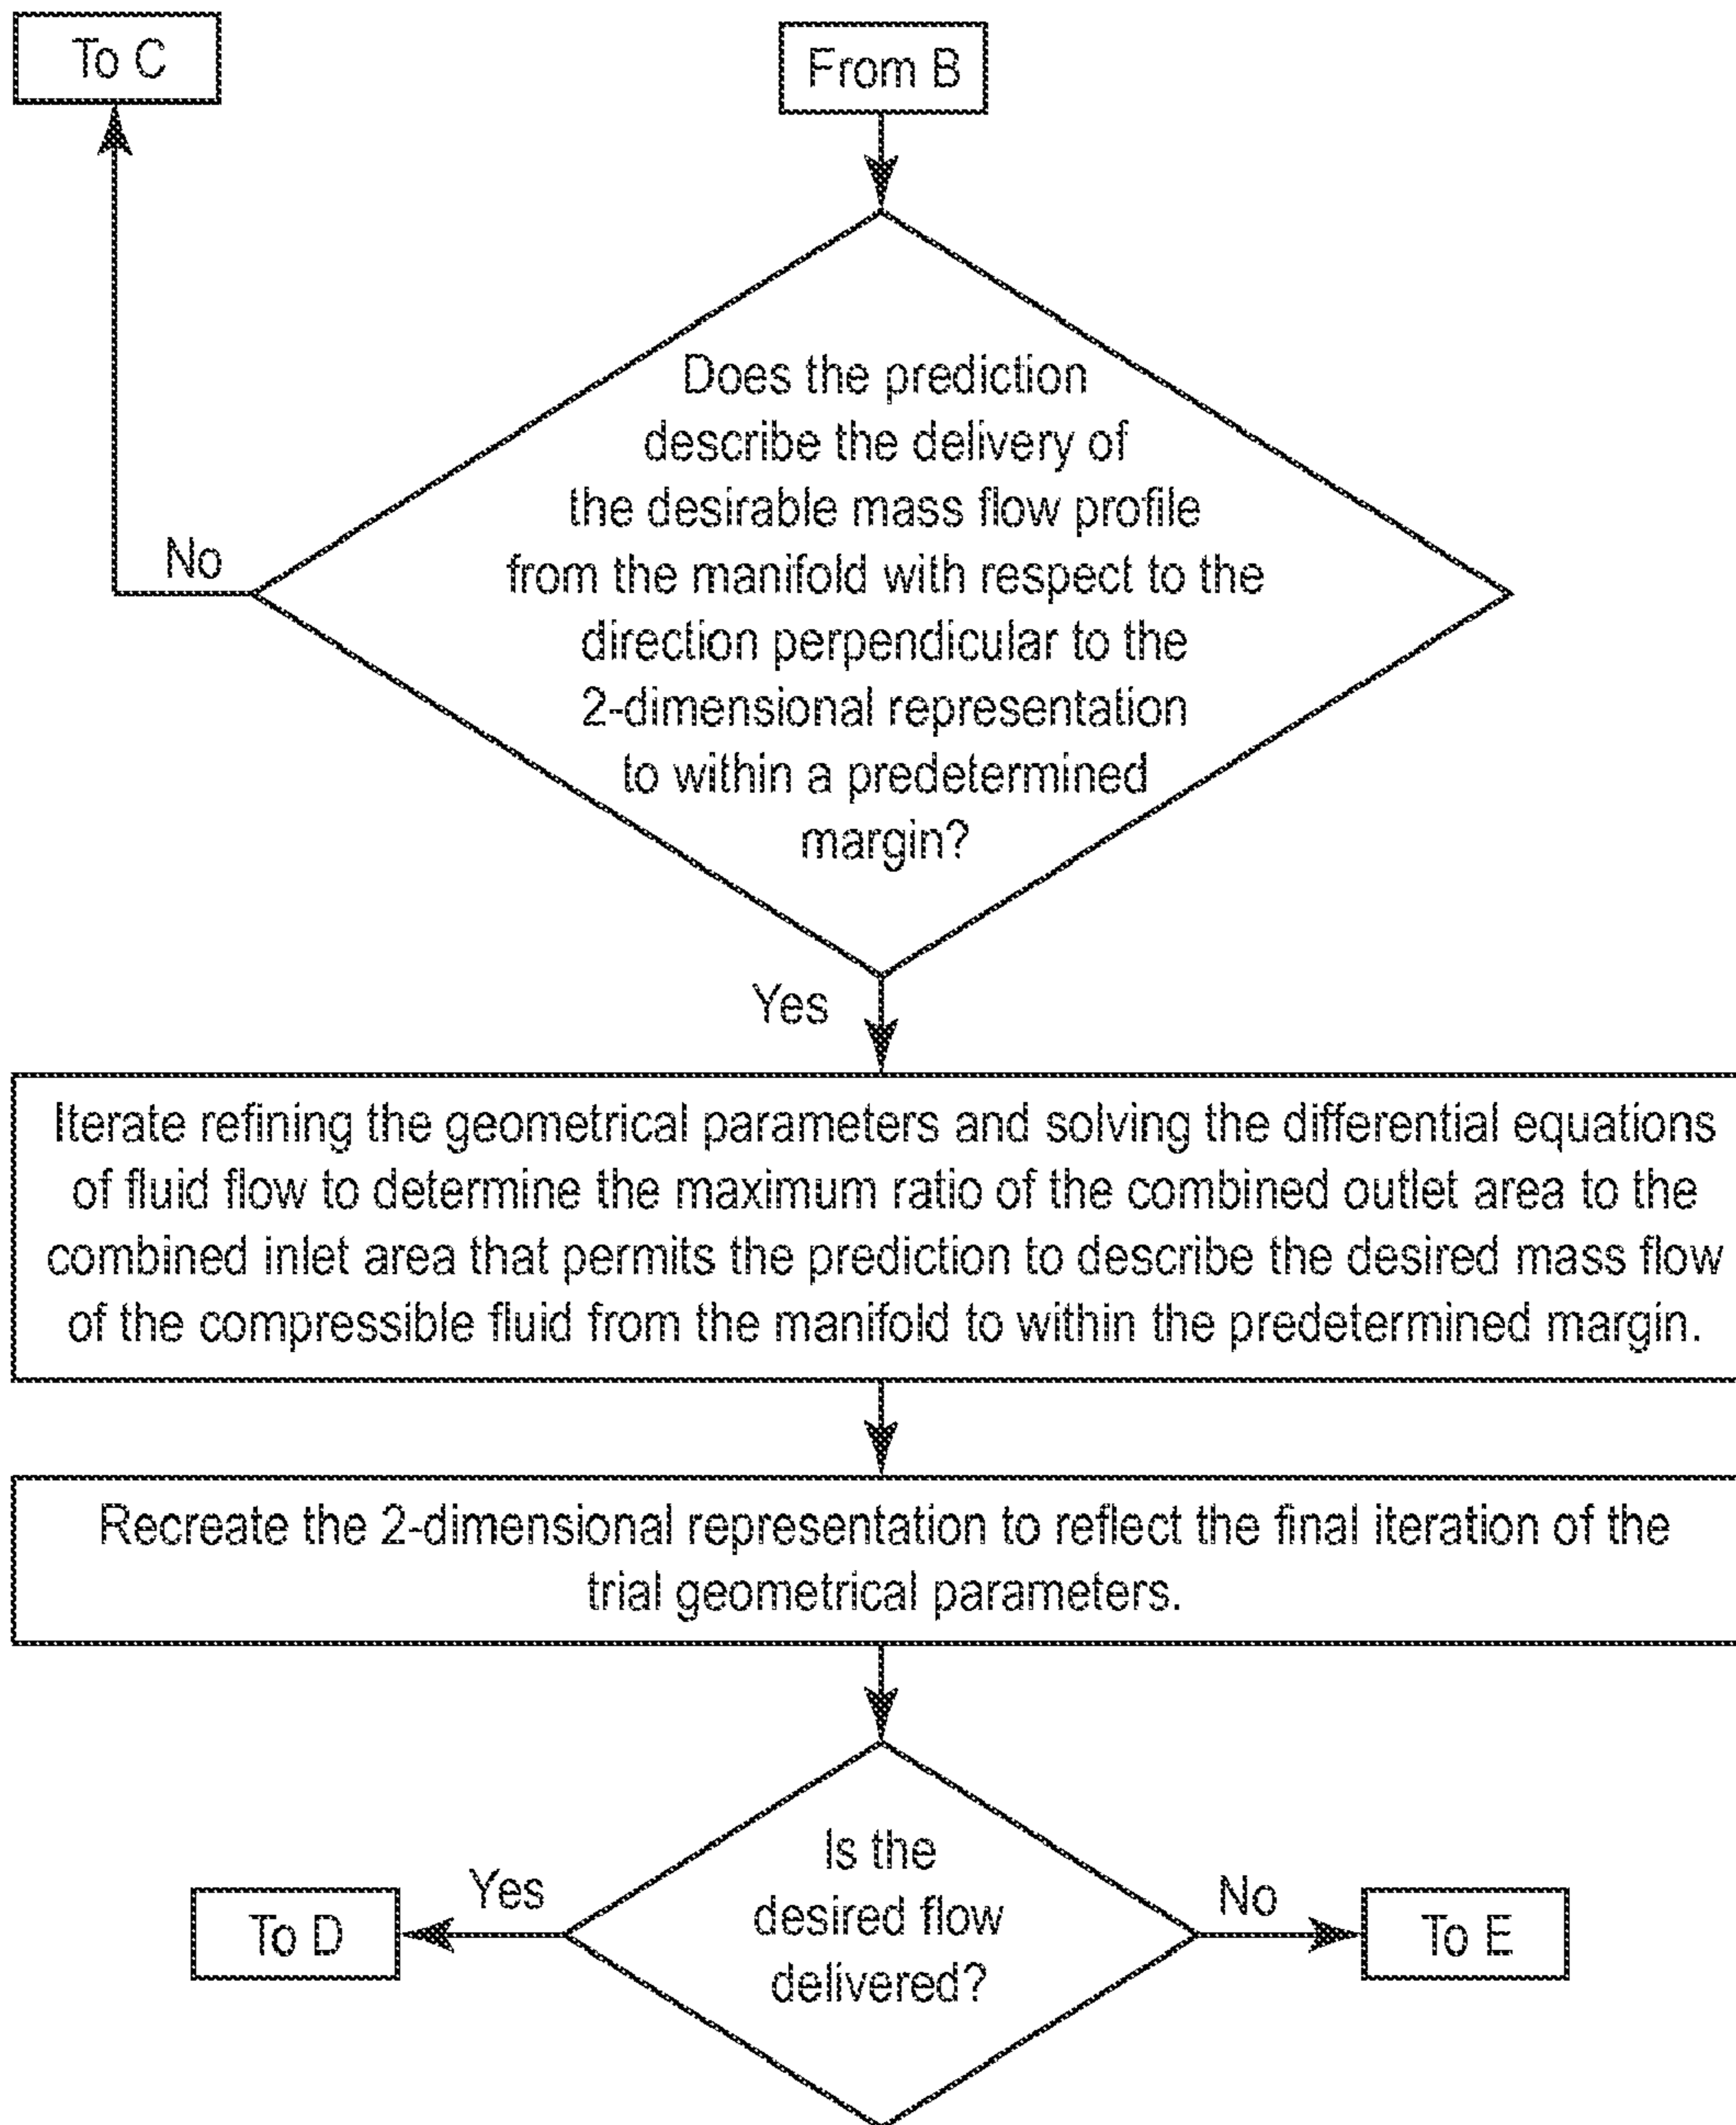 To C
From B
Does the prediction
describe the delivery of
the desirable mass flow profile
from the manifold with respect to the
direction perpendicular to the
2-dimensional representation
to within a predetermined
margin?
No
Yes
Iterate refining the geometrical parameters and solving the differential equations
of fluid flow to determine the maximum ratio of the combined outlet area to the
combined inlet area that permits the prediction to describe the desired mass flow
of the compressible fluid from the manifold to within the predetermined margin.
Recreate the 2-dimensional representation to reflect the final iteration of the
trial geometrical parameters.
Is the
desired flow
delivered?
Yes
To D
No
To E